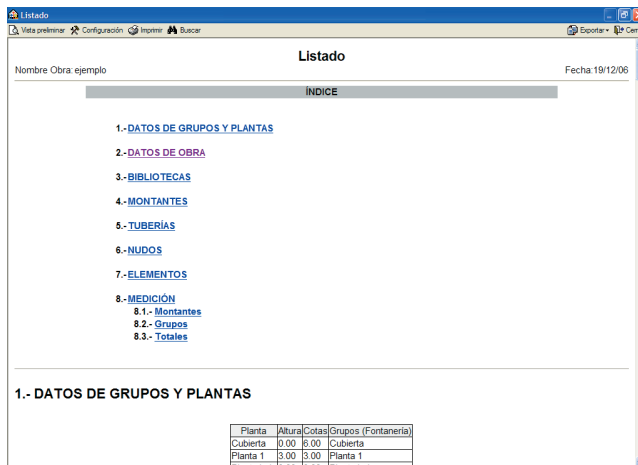 Listado
Vista preliminar Configuración Imprimir Buscar Exportar
Listado
Nombre Obra: ejemplo Fecha:19/12/06
ÍNDICE
1.- DATOS DE GRUPOS Y PLANTAS
2.- DATOS DE OBRA
3.- BIBLIOTECAS
4.- MONTANTES
5.- TUBERÍAS
6.- NUDOS
7.- ELEMENTOS
8.- MEDICIÓN
8.1.- Montantes
8.2.- Grupos
8.3.- Totales
1.- DATOS DE GRUPOS Y PLANTAS
Planta Altura Cotas Grupos (Fontanería)
Cubierta 0.00 6.00 Cubierta
Planta 1 3.00 3.00 Planta 1